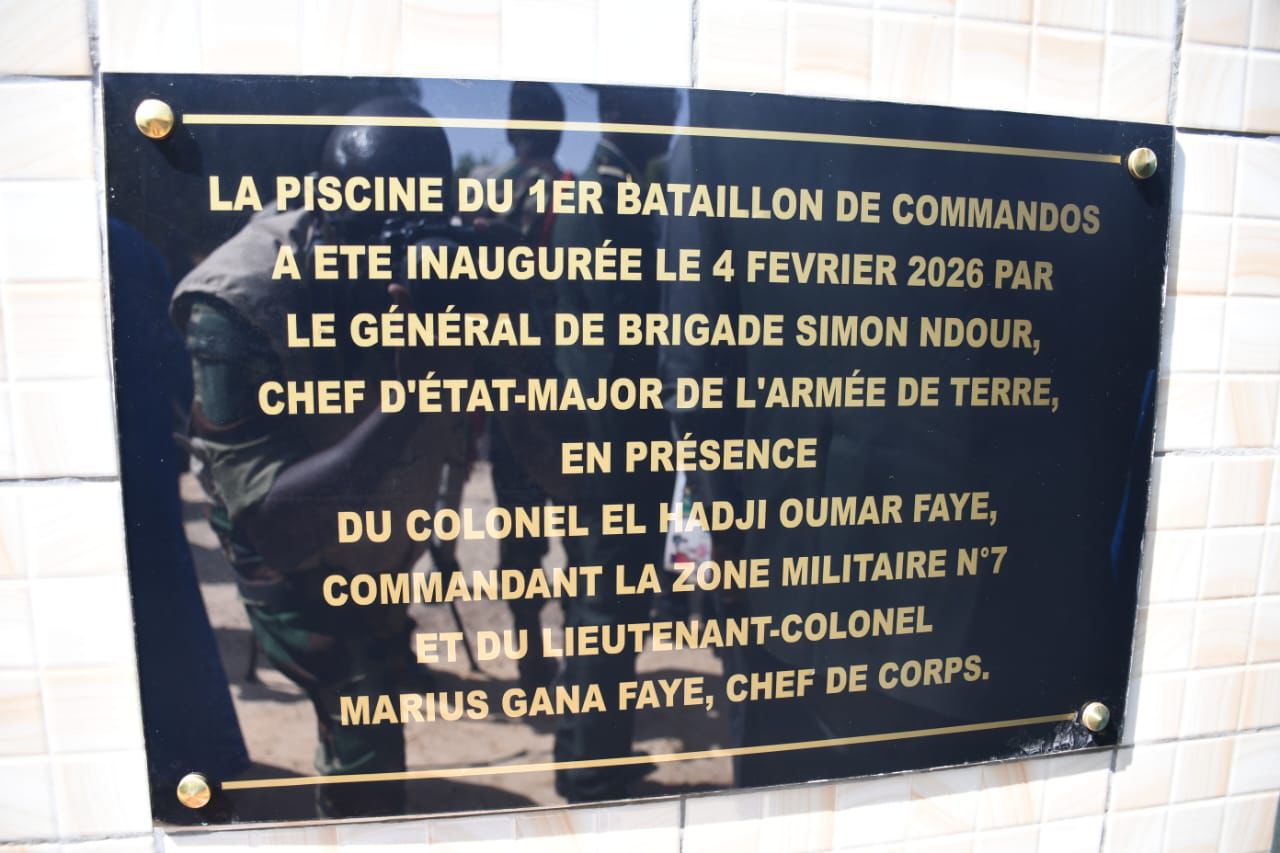 LA PISCINE DU 1ER BATAILLON DE COMMANDOS
A ETE INAUGURÉE LE 4 FEVRIER 2026 PAR
LE GÉNÉRAL DE BRIGADE SIMON NDOUR,
CHEF D'ÉTAT-MAJOR DE L'ARMÉE DE TERRE,
EN PRÉSENCE
DU COLONEL EL HADJI OUMAR FAYE,
COMMANDANT LA ZONE MILITAIRE N°7
ET DU LIEUTENANT-COLONEL
MARIUS GANA FAYE, CHEF DE CORPS.